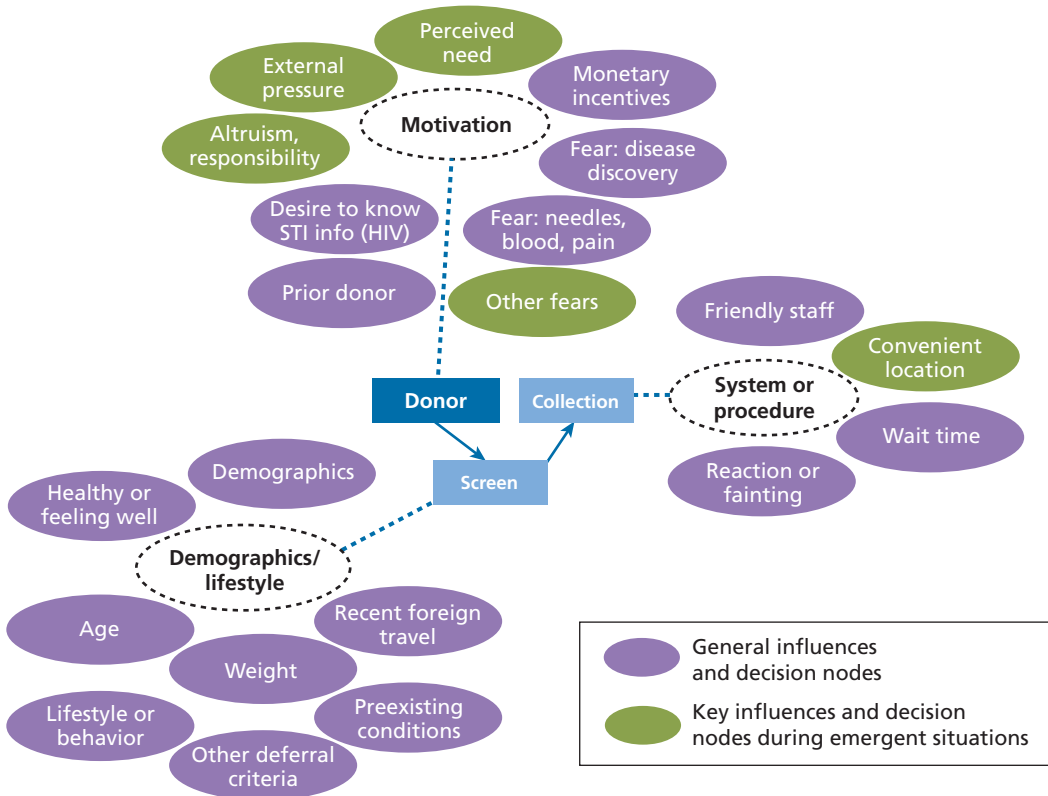 Perceived
need
External
pressure
Monetary
incentives
Motivation
Altruism,
responsibility
Fear: disease
discovery
Desire to know
STI info (HIV)
Fear: needles,
blood, pain
Prior donor
Other fears
Friendly staff
Convenient
location
Donor
Collection
System or
procedure
Wait time
Screen
Reaction or
fainting
Demographics
Healthy or
feeling well
Demographics/
lifestyle
Age
Recent foreign
travel
Weight
Lifestyle or
behavior
Preexisting
conditions
Other deferral
criteria
General influences
and decision nodes
Key influences and decision
nodes during emergent situations